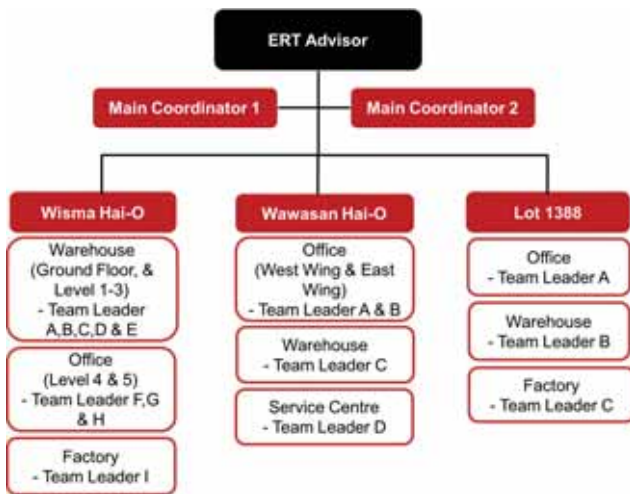 ERT Advisor
Main Coordinator 1
Main Coordinator 2
Wisma Hai-O
Warehouse
(Ground Floor, &
Level 1-3)
- Team Leader
A,B,C,D & E
Office
(Level 4 & 5)
- Team Leader F,G
& H
Factory
- Team Leader I
Wawasan Hai-O
Office
(West Wing & East
Wing)
- Team Leader A & B
Warehouse
- Team Leader C
Service Centre
- Team Leader D
Lot 1388
Office
- Team Leader A
Warehouse
- Team Leader B
Factory
- Team Leader C